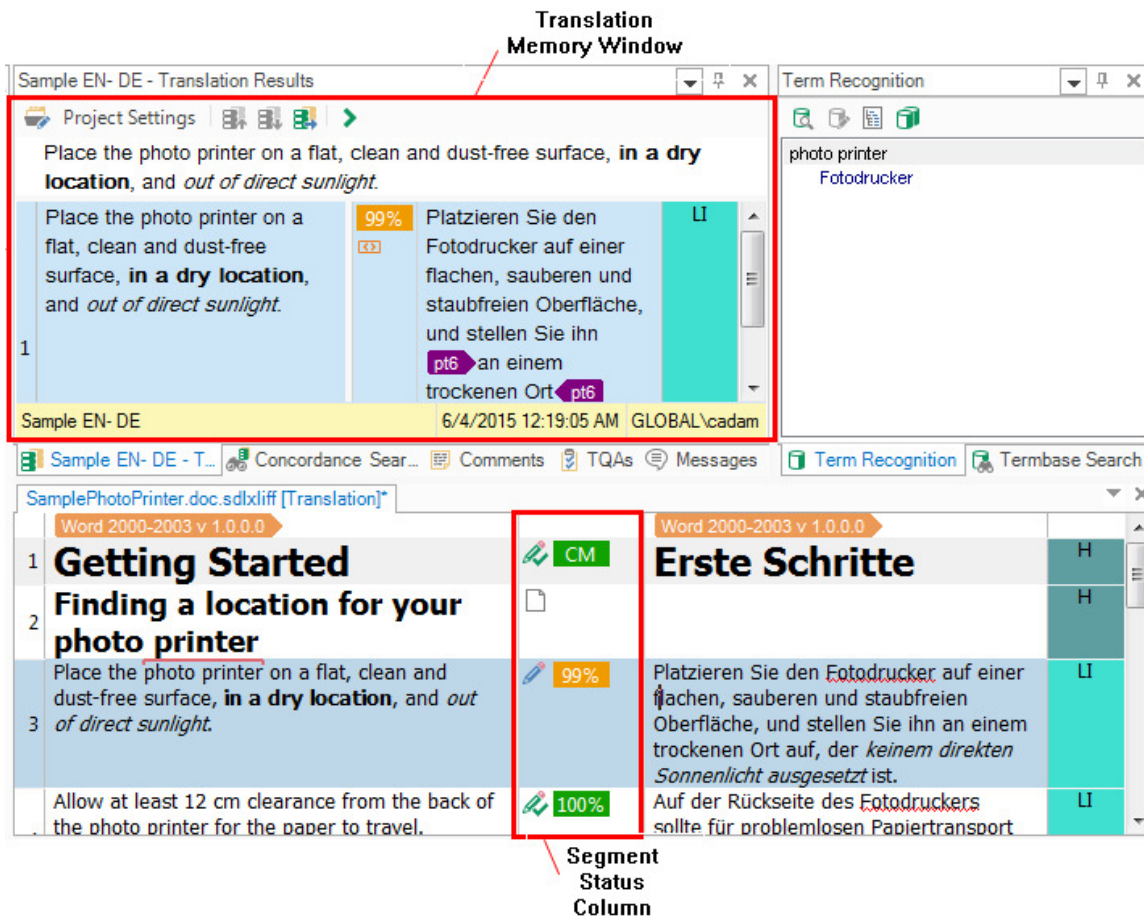 Translation
Memory Window
Sample EN- DE - Translation Results
Term Recognition
Project Settings
Place the photo printer on a flat, clean and dust-free surface, in a dry
location, and out of direct sunlight.
photo printer
Fotodrucker
1
Place the photo printer on a
flat, clean and dust-free
surface, in a dry location,
and out of direct sunlight.
99%
Platzieren Sie den
Fotodrucker auf einer
flachen, sauberen und
staubfreien Oberfläche,
und stellen Sie ihn
pt6 an einem
trockenen Ort pt6
LI
Sample EN- DE
6/4/2015 12:19:05 AM
GLOBAL\cadam
Sample EN- DE - T...
Concordance Sear...
Comments
TQAs
Messages
Term Recognition
Termbase Search
SamplePhotoPrinter.doc.sdlxliff [Translation]*
Word 2000-2003 v 1.0.0.0
Word 2000-2003 v 1.0.0.0
1
Getting Started
CM
Erste Schritte
H
2
Finding a location for your
photo printer
H
3
Place the photo printer on a flat, clean and
dust-free surface, in a dry location, and out
of direct sunlight.
99%
Platzieren Sie den Fotodrucker auf einer
flachen, sauberen und staubfreien
Oberfläche, und stellen Sie ihn an einem
trockenen Ort auf, der keinem direkten
Sonnenlicht ausgesetzt ist.
LI
Allow at least 12 cm clearance from the back of
the photo printer for the paper to travel.
100%
Auf der Rückseite des Fotodruckers
sollte für problemlosen Papiertransport
LI
Segment
Status
Column